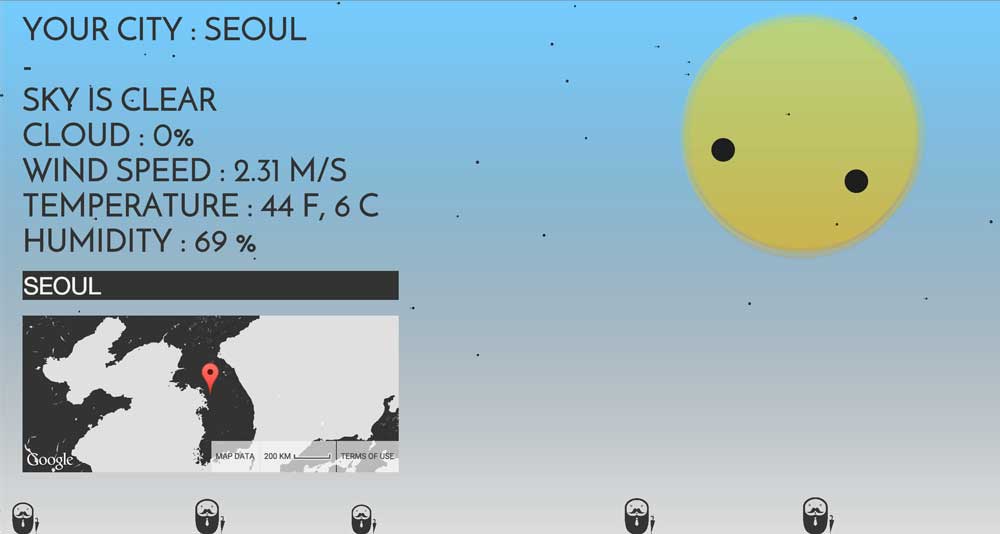 YOUR CITY : SEOUL
-
SKY IS CLEAR
CLOUD : 0%
WIND SPEED : 2.31 M/S
TEMPERATURE : 44 F, 6 C
HUMIDITY : 69 %
SEOUL
Google
MAP DATA
200 KM
TERMS OF USE